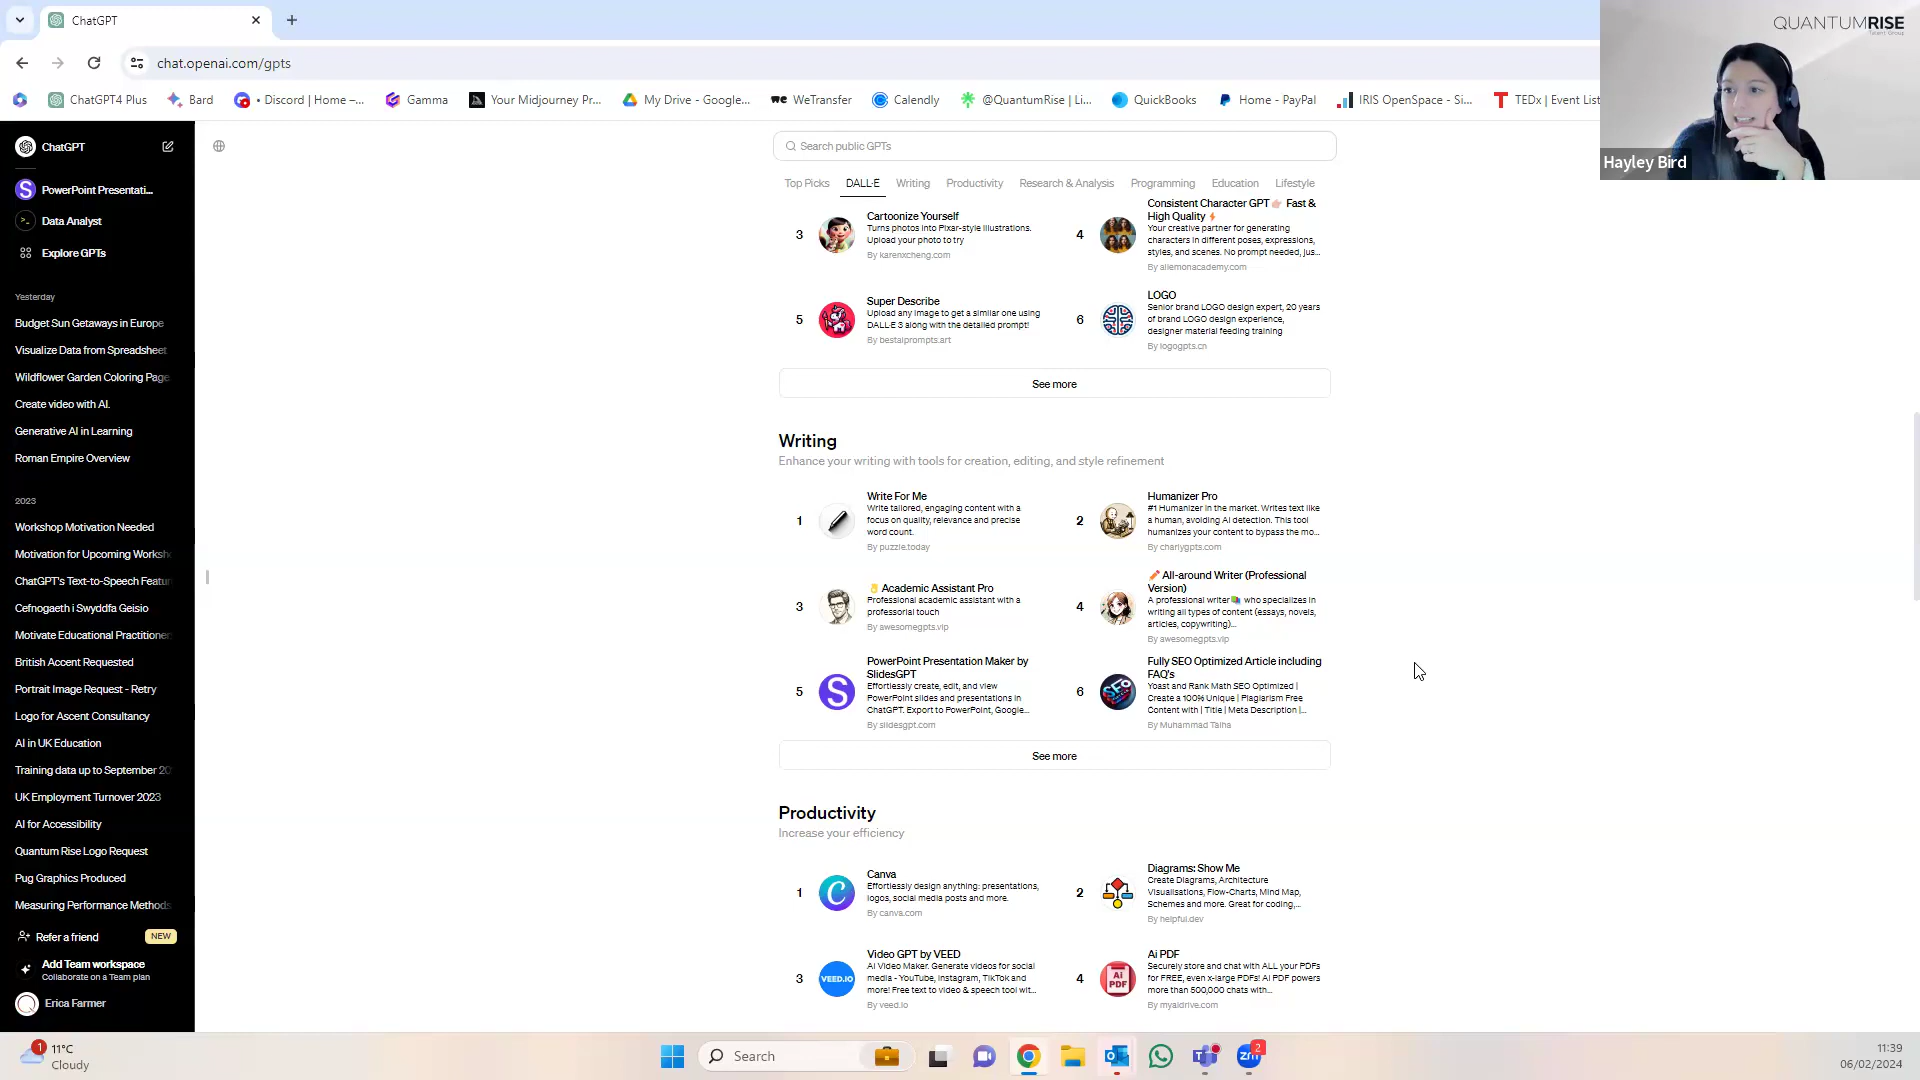 ChatGPT
chat.openai.com/gpts
ChatGPT4 Plus
Bard
• Discord | Home –...
Gamma
Your Midjourney Pr...
My Drive - Google...
WeTransfer
Calendly
@QuantumRise | Li...
QuickBooks
Home - PayPal
IRIS OpenSpace - Si...
TEDx | Event List
QUANTUMRISE
Talent Group
Hayley Bird
ChatGPT
PowerPoint Presentati...
Data Analyst
Explore GPTs
Yesterday
Budget Sun Getaways in Europe
Visualize Data from Spreadsheet
Wildflower Garden Coloring Page
Create video with AI.
Generative AI in Learning
Roman Empire Overview
2023
Workshop Motivation Needed
Motivation for Upcoming Worksho
ChatGPT's Text-to-Speech Featur
Cefnogaeth i Swyddfa Geisio
Motivate Educational Practitioner
British Accent Requested
Portrait Image Request - Retry
Logo for Ascent Consultancy
AI in UK Education
Training data up to September 20
UK Employment Turnover 2023
AI for Accessibility
Quantum Rise Logo Request
Pug Graphics Produced
Measuring Performance Methods
Refer a friend
NEW
Add Team workspace
Collaborate on a Team plan
Erica Farmer
Search public GPTs
Top Picks
DALL·E
Writing
Productivity
Research & Analysis
Programming
Education
Lifestyle
3
Cartoonize Yourself
Turns photos into Pixar-style illustrations.
Upload your photo to try
By karenxcheng.com
4
Consistent Character GPT Fast &
High Quality
Your creative partner for generating
characters in different poses, expressions,
styles, and scenes. No prompt needed, jus...
By aiiemonacademy.com
5
Super Describe
Upload any image to get a similar one using
DALL·E 3 along with the detailed prompt!
By bestaiprompts.art
6
LOGO
Senior brand LOGO design expert, 20 years
of brand LOGO design experience,
designer material feeding training
By logogpts.cn
See more
Writing
Enhance your writing with tools for creation, editing, and style refinement
1
Write For Me
Write tailored, engaging content with a
focus on quality, relevance and precise
word count.
By puzzle.today
2
Humanizer Pro
#1 Humanizer in the market. Writes text like
a human, avoiding AI detection. This tool
humanizes your content to bypass the mo...
By charlygpts.com
3
Academic Assistant Pro
Professional academic assistant with a
professorial touch
By awesomegpts.vip
4
All-around Writer (Professional
Version)
A professional writer who specializes in
writing all types of content (essays, novels,
articles, copywriting)...
By awesomegpts.vip
5
PowerPoint Presentation Maker by
SlidesGPT
Effortlessly create, edit, and view
PowerPoint slides and presentations in
ChatGPT. Export to PowerPoint, Google...
By slidesgpt.com
6
Fully SEO Optimized Article including
FAQ's
Yoast and Rank Math SEO Optimized |
Create a 100% Unique | Plagiarism Free
Content with | Title | Meta Description |...
By Muhammad Talha
See more
Productivity
Increase your efficiency
1
Canva
Effortlessly design anything: presentations,
logos, social media posts and more.
By canva.com
2
Diagrams: Show Me
Create Diagrams, Architecture
Visualisations, Flow-Charts, Mind Map,
Schemes and more. Great for coding,...
By helpful.dev
3
VEED.IO
Video GPT by VEED
AI Video Maker. Generate videos for social
media - YouTube, Instagram, TikTok and
more! Free text to video & speech tool wit...
By veed.io
4
Ai
PDF
Ai PDF
Securely store and chat with ALL your PDFs
for FREE, even x-large PDFs! Ai PDF powers
more than 500,000 chats with...
By myaidrive.com
1
11°C
Cloudy
Search
zm
2
11:39
06/02/2024